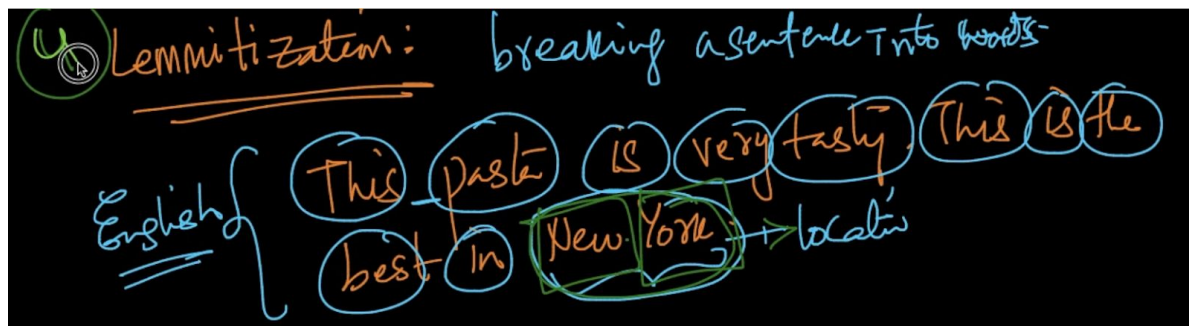 4) Lemmitization: breaking a sentence into words
This pasta is very tasty. This is the
English { best in New York. → locatin